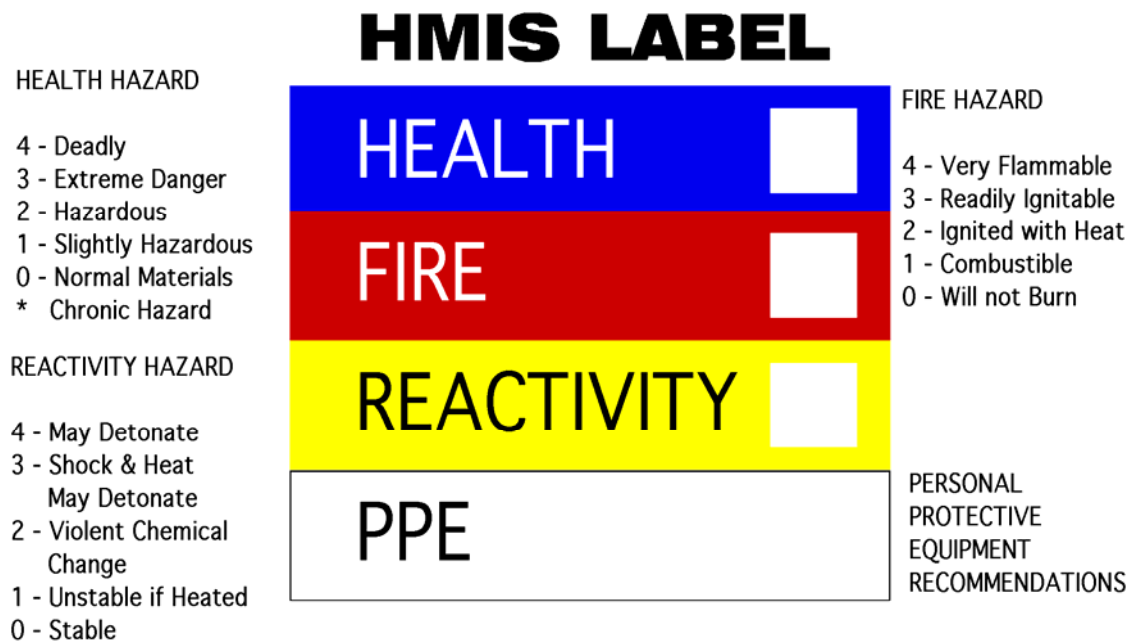 HMIS LABEL
HEALTH HAZARD
4 - Deadly
3 - Extreme Danger
2 - Hazardous
1 - Slightly Hazardous
0 - Normal Materials
* Chronic Hazard
REACTIVITY HAZARD
4 - May Detonate
3 - Shock & Heat
May Detonate
2 - Violent Chemical
Change
1 - Unstable if Heated
0 - Stable
HEALTH
FIRE
REACTIVITY
PPE
FIRE HAZARD
4 - Very Flammable
3 - Readily Ignitable
2 - Ignited with Heat
1 - Combustible
0 - Will not Burn
PERSONAL
PROTECTIVE
EQUIPMENT
RECOMMENDATIONS